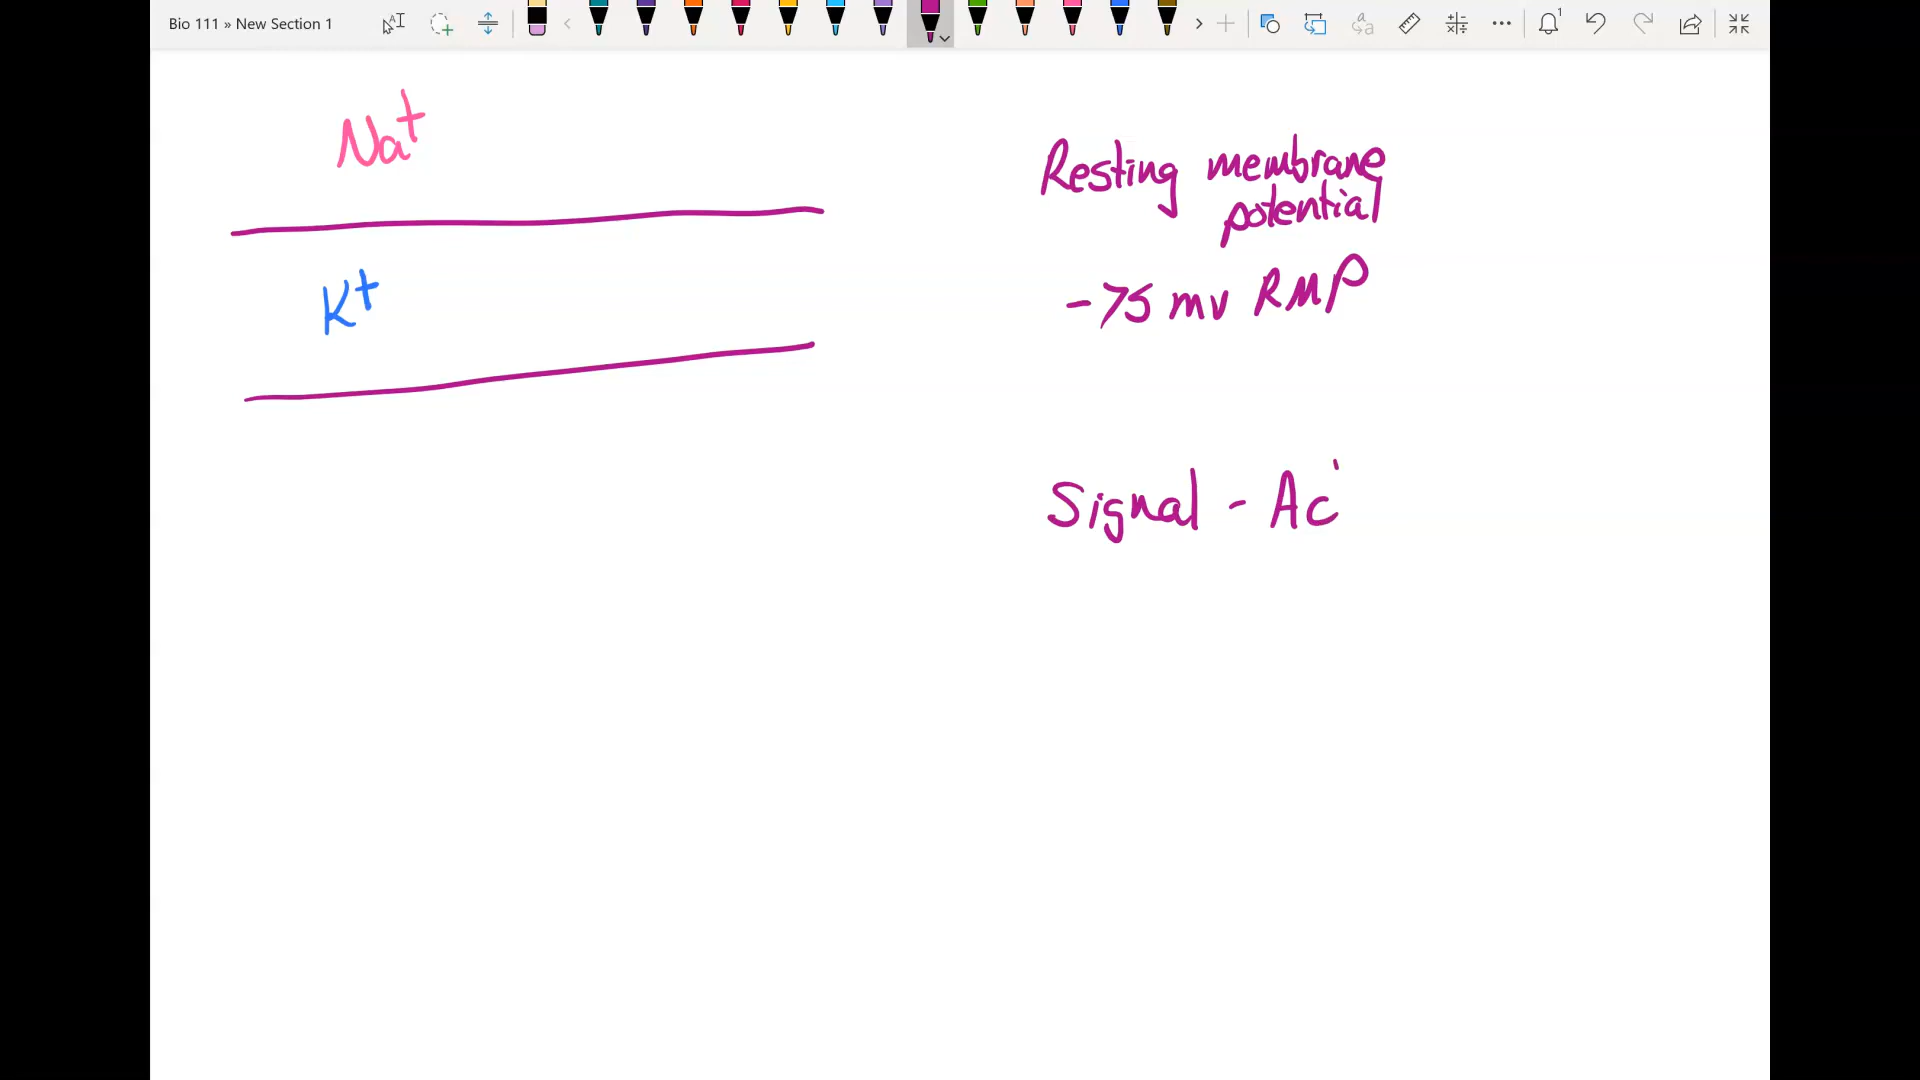 Bio 111 » New Section 1
Na+
K+
Resting membrane
potential
-75 mv RMP
Signal - Ac